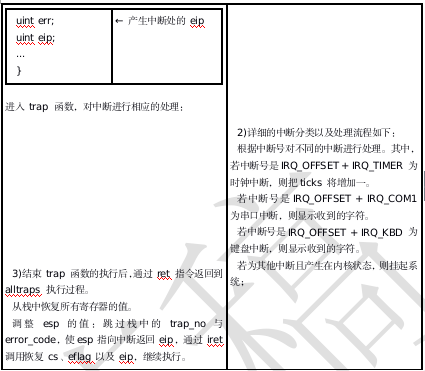 uint err;
uint eip;
...
}
← 产生中断处的 eip
进入 trap 函数，对中断进行相应的处理；
3)结束 trap 函数的执行后,通过 ret 指令返回到
alltraps 执行过程。
从栈中恢复所有寄存器的值。
调整 esp 的值；跳过栈中的 trap_no 与
error_code，使 esp 指向中断返回 eip，通过 iret
调用恢复 cs、eflag 以及 eip，继续执行。
2)详细的中断分类以及处理流程如下；
根据中断号对不同的中断进行处理。其中，
若中断号是 IRQ_OFFSET + IRQ_TIMER 为
时钟中断，则把 ticks 将增加一。
若中断号是 IRQ_OFFSET + IRQ_COM1
为串口中断，则显示收到的字符。
若中断号是 IRQ_OFFSET + IRQ_KBD 为
键盘中断，则显示收到的字符。
若为其他中断且产生在内核状态，则挂起系
统；
稿